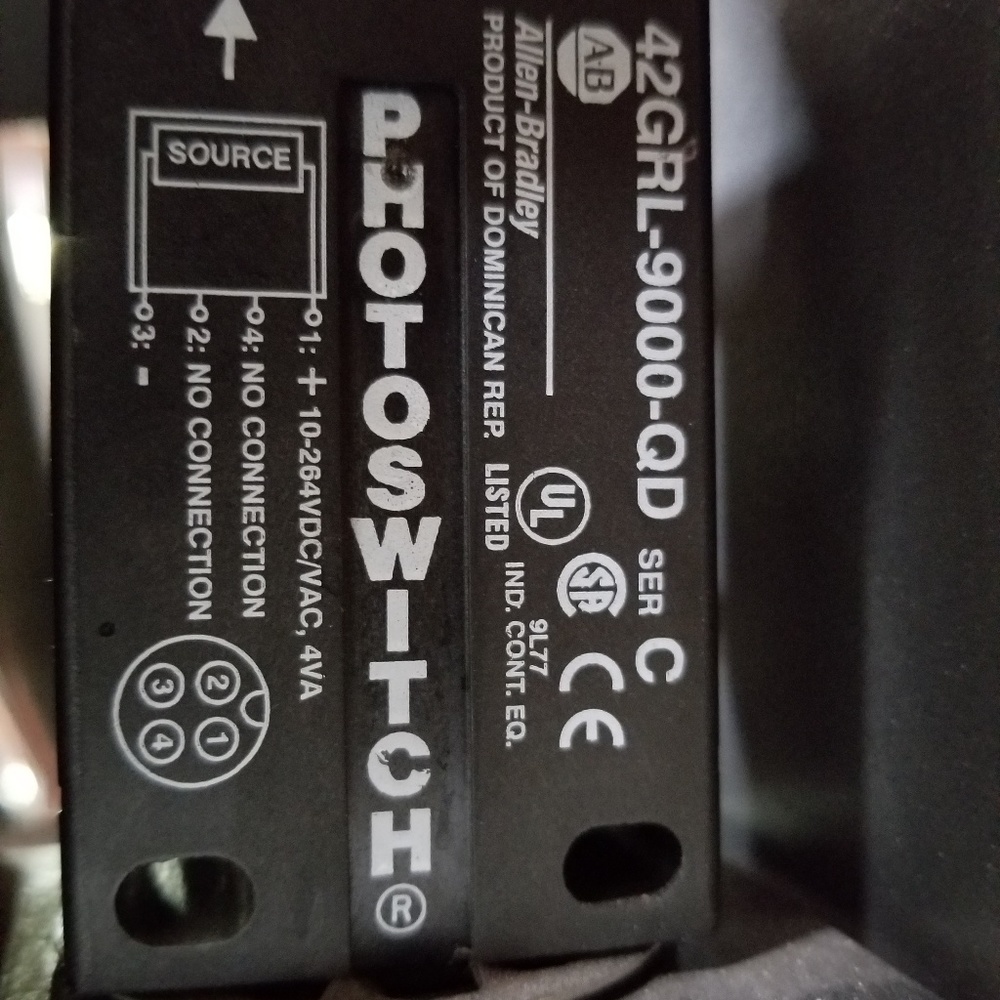 42GRL-9000-QD SER C
A-B
Allen-Bradley
PRODUCT OF DOMINICAN REP.
UL
LISTED
SA
CE
9L77
IND. CONT. EQ.
PHOTOSWITCH®
SOURCE
1: + 10-264VDC/VAC, 4VA
4: NO CONNECTION
2: NO CONNECTION
3: -
2 1
3 4